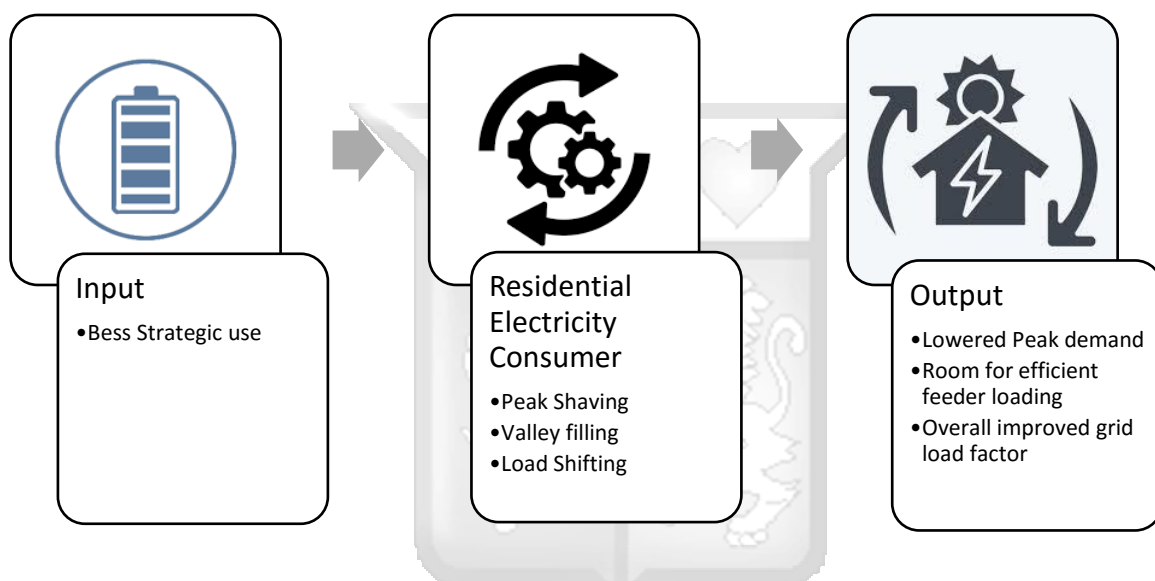 Input
•Bess Strategic use
Residential
Electricity
Consumer
•Peak Shaving
•Valley filling
•Load Shifting
Output
•Lowered Peak demand
•Room for efficient
feeder loading
•Overall improved grid
load factor